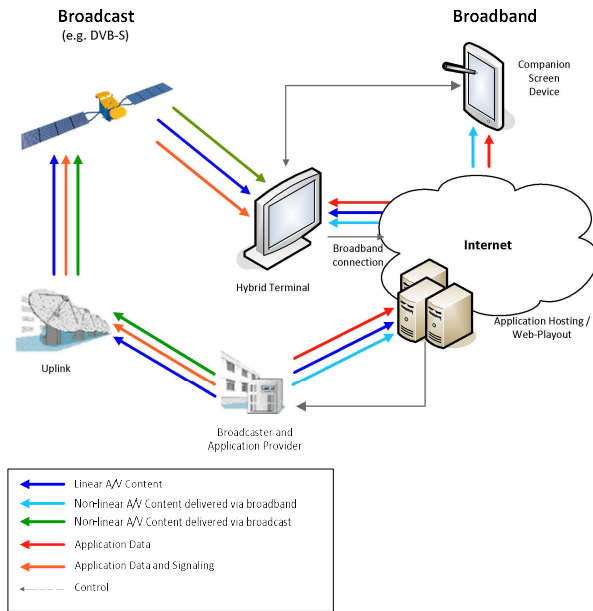 Broadcast
(e.g. DVB-S)
Broadband
Companion
Screen
Device
Internet
Broadband
connection
Hybrid Terminal
Application Hosting /
Web-Playout
Uplink
Broadcaster and
Application Provider
Linear A/V Content
Non-linear A/V Content delivered via broadband
Non-linear A/V Content delivered via broadcast
Application Data
Application Data and Signaling
Control